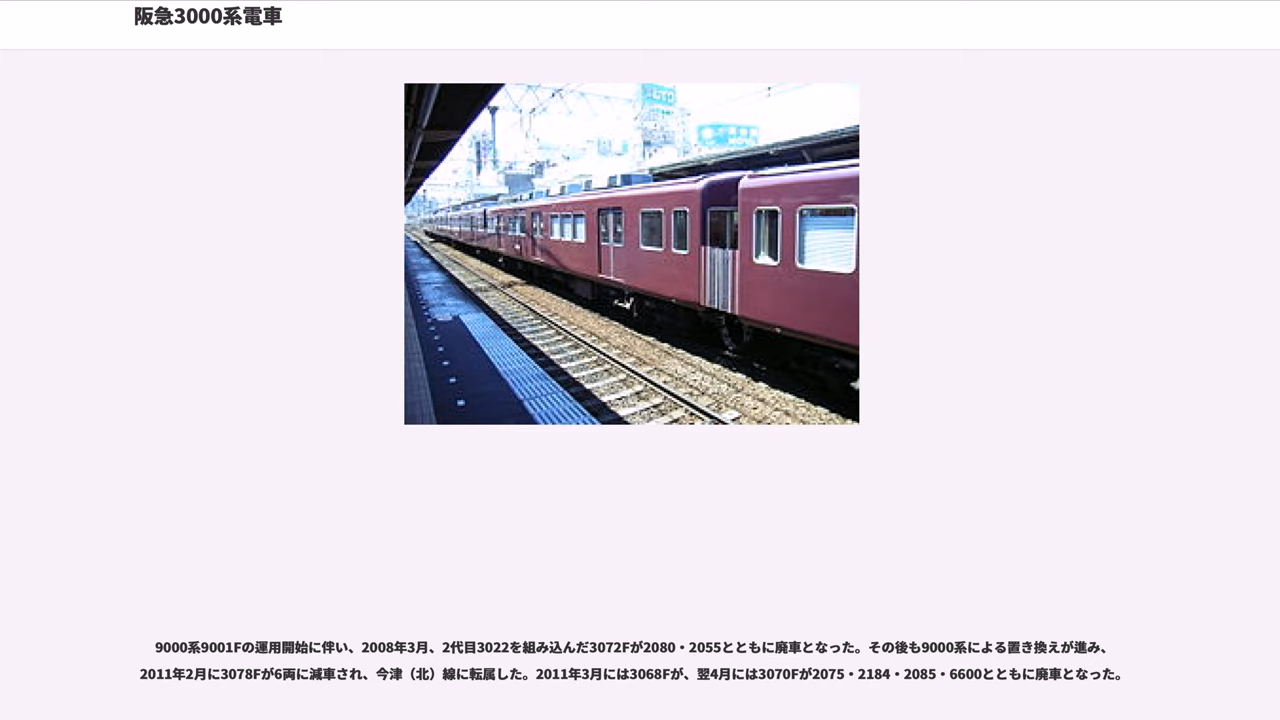 阪急3000系電車
9000系9001Fの運用開始に伴い、2008年3月、2代目3022を組み込んだ3072Fが2080・2055とともに廃車となった。その後も9000系による置き換えが進み、
2011年2月に3078Fが6両に減車され、今津（北）線に転属した。2011年3月には3068Fが、翌4月には3070Fが2075・2184・2085・6600とともに廃車となった。